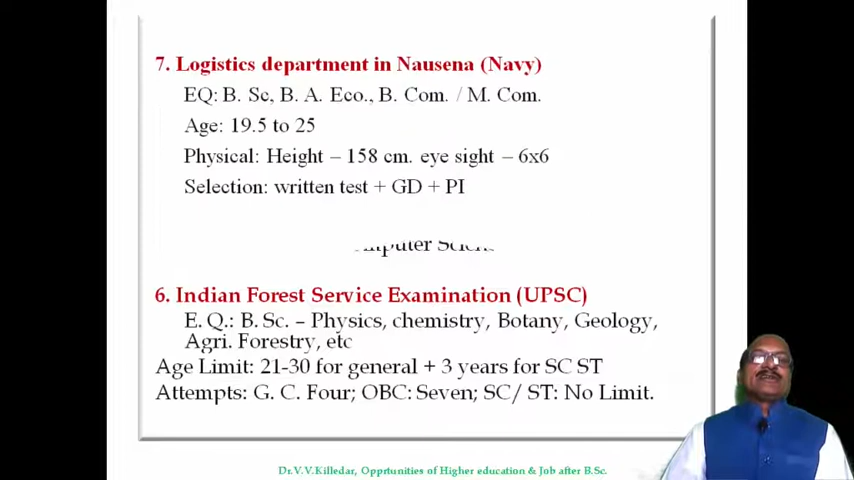 7. Logistics department in Nausena (Navy)
EQ: B. Sc, B. A. Eco., B. Com. / M. Com.
Age: 19.5 to 25
Physical: Height – 158 cm. eye sight – 6x6
Selection: written test + GD + PI
6. Indian Forest Service Examination (UPSC)
E. Q.: B. Sc. – Physics, chemistry, Botany, Geology,
Agri. Forestry, etc
Age Limit: 21-30 for general + 3 years for SC ST
Attempts: G. C. Four; OBC: Seven; SC/ ST: No Limit.
Dr.V.V.Killedar, Opprtunities of Higher education & Job after B.Sc.